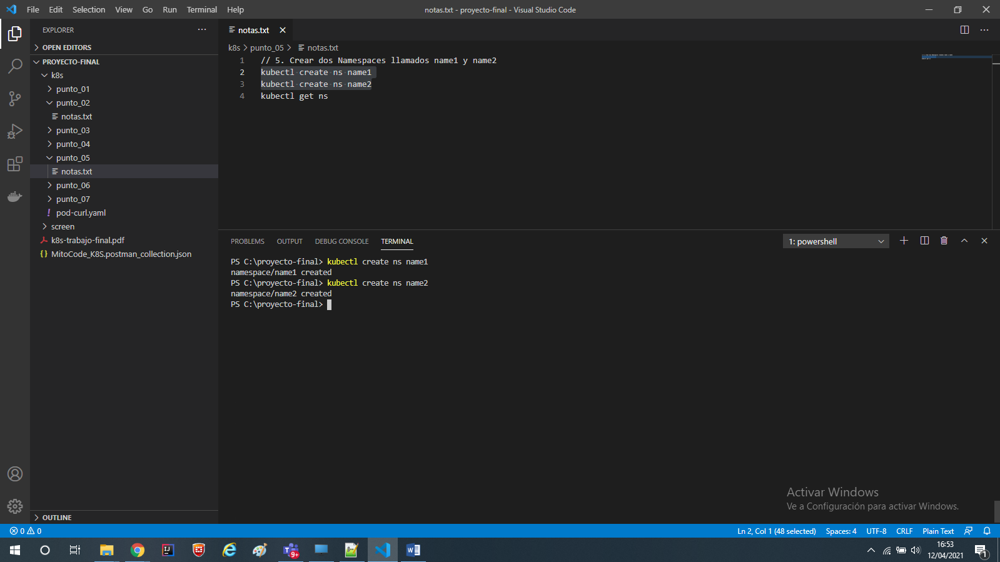 File Edit Selection View Go Run Terminal Help
notas.txt - proyecto-final - Visual Studio Code
EXPLORER
OPEN EDITORS
PROYECTO-FINAL
k8s
punto_01
punto_02
notas.txt
punto_03
punto_04
punto_05
notas.txt
punto_06
punto_07
! pod-curl.yaml
screen
k8s-trabajo-final.pdf
{} MitoCode_K8S.postman_collection.json
OUTLINE
notas.txt
k8s > punto_05 > notas.txt
1 // 5. Crear dos Namespaces llamados name1 y name2
2 kubectl create ns name1
3 kubectl create ns name2
4 kubectl get ns
PROBLEMS OUTPUT DEBUG CONSOLE TERMINAL
1: powershell
PS C:\proyecto-final> kubectl create ns name1
namespace/name1 created
PS C:\proyecto-final> kubectl create ns name2
namespace/name2 created
PS C:\proyecto-final>
Activar Windows
Ve a Configuración para activar Windows.
0 0
Ln 2, Col 1 (48 selected) Spaces: 4 UTF-8 CRLF Plain Text
IJ
9+
W
16:53
12/04/2021
1